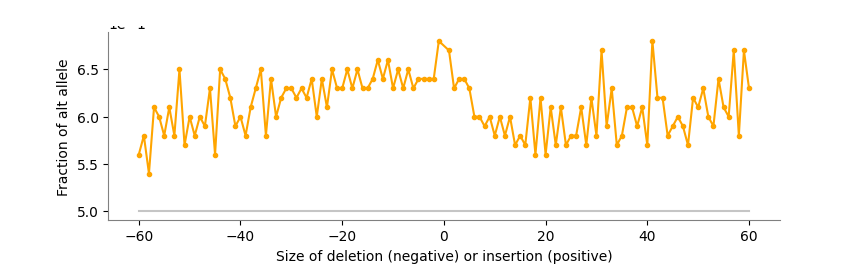 6.5
6.0
5.5
5.0
Fraction of alt allele
−60 −40 −20 0 20 40 60
Size of deletion (negative) or insertion (positive)